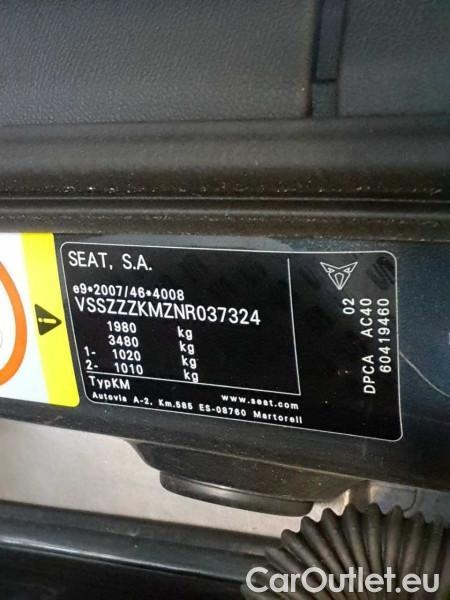 SEAT, S.A.
e9*2007/46*4008
VSSZZZKMZNR037324
1980 kg
3480 kg
1- 1020 kg
2- 1010 kg
TypKM
www.seat.com
Autovia A-2, Km.585 ES-08760 Martorell
02
DPCA AC40
60419460
CarOutlet.eu